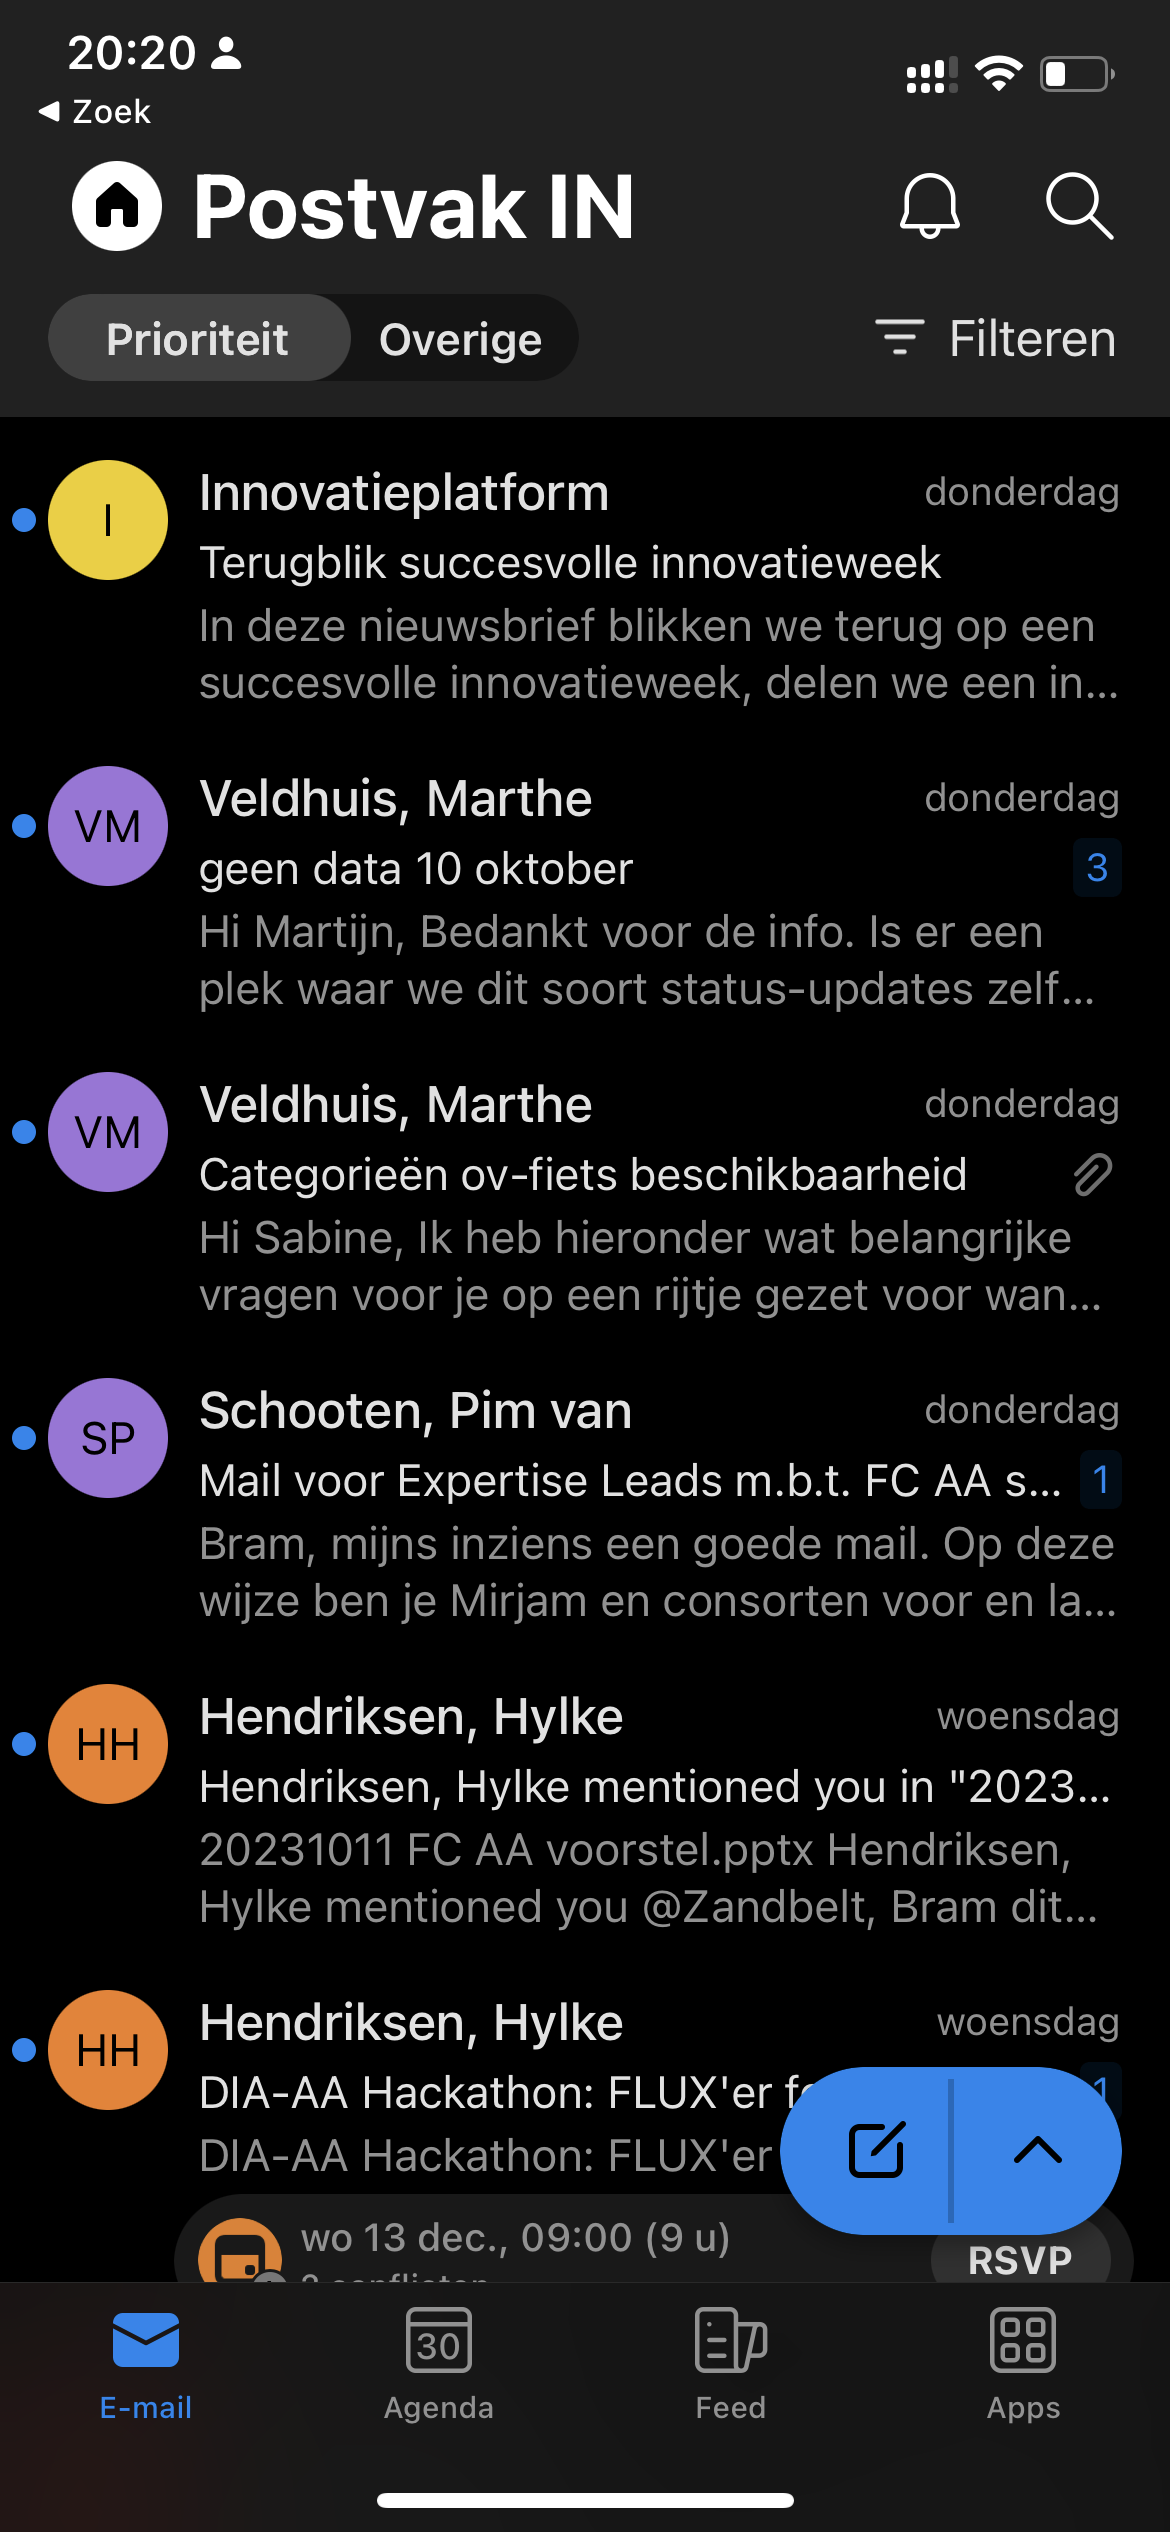 20:20
Zoek
Postvak IN
Prioriteit
Overige
Filteren
I
Innovatieplatform
donderdag
Terugblik succesvolle innovatieweek
In deze nieuwsbrief blikken we terug op een
succesvolle innovatieweek, delen we een in...
VM
Veldhuis, Marthe
donderdag
geen data 10 oktober
3
Hi Martijn, Bedankt voor de info. Is er een
plek waar we dit soort status-updates zelf...
VM
Veldhuis, Marthe
donderdag
Categorieën ov-fiets beschikbaarheid
Hi Sabine, Ik heb hieronder wat belangrijke
vragen voor je op een rijtje gezet voor wan...
SP
Schooten, Pim van
donderdag
Mail voor Expertise Leads m.b.t. FC AA s...
1
Bram, mijns inziens een goede mail. Op deze
wijze ben je Mirjam en consorten voor en la...
HH
Hendriksen, Hylke
woensdag
Hendriksen, Hylke mentioned you in "2023...
20231011 FC AA voorstel.pptx Hendriksen,
Hylke mentioned you @Zandbelt, Bram dit...
HH
Hendriksen, Hylke
woensdag
DIA-AA Hackathon: FLUX'er
1
DIA-AA Hackathon: FLUX'er
wo 13 dec., 09:00 (9 u)
RSVP
E-mail
30
Agenda
Feed
Apps